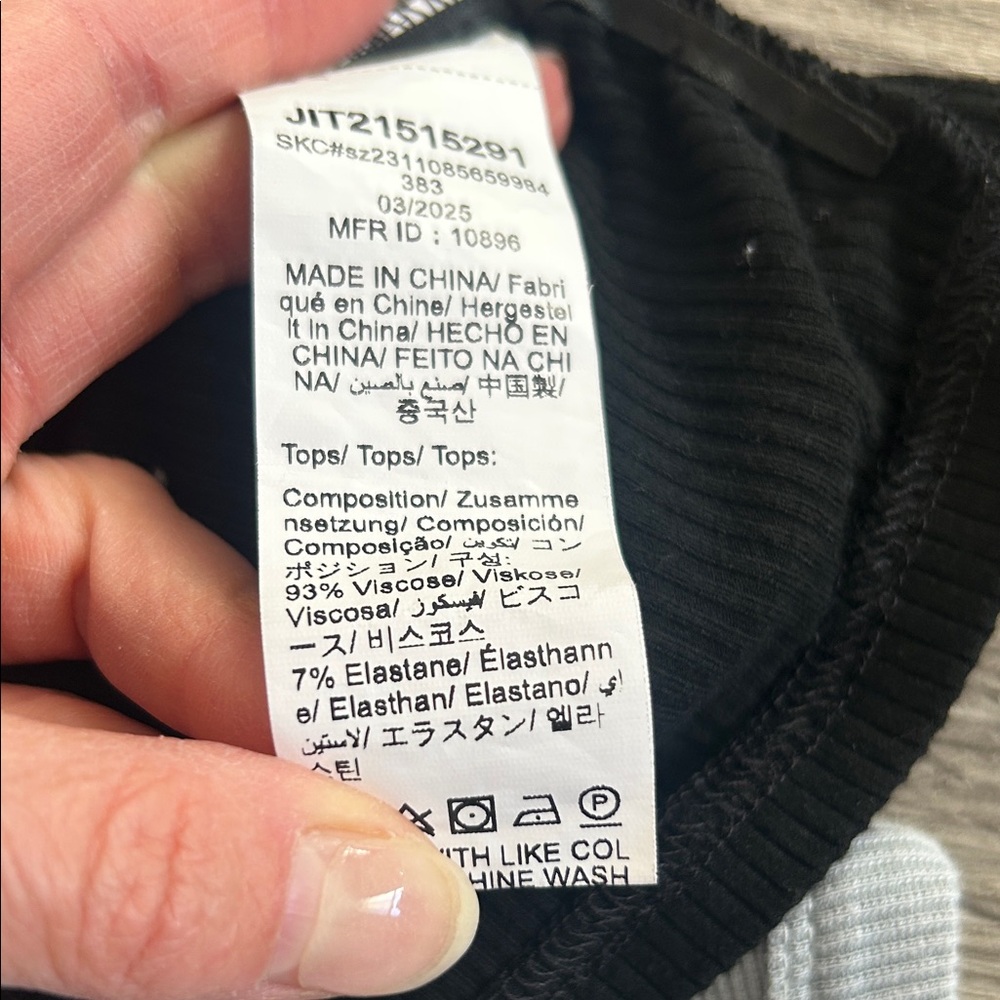 JIT21515291
SKC#sz2311085659984
383
03/2025
MFR ID : 10896
MADE IN CHINA/ Fabri
qué en Chine/ Hergestel
lt in China/ HECHO EN
CHINA/ FEITO NA CHI
NA/ صنع بالصين/ 中国製/
중국산
Tops/ Tops/ Tops:
Composition/ Zusamme
nsetzung/ Composición/
Composição/ تكوين/ コン
ポジション/ 구성:
93% Viscose/ Viskose/
Viscosa/ فيسكوز/ ビスコ
ース/ 비스코스
7% Elastane/ Élasthann
e/ Elasthan/ Elastano/ اي
لاستين/ エラスタン/ 엘라
스틴
P
WITH LIKE COL
HINE WASH